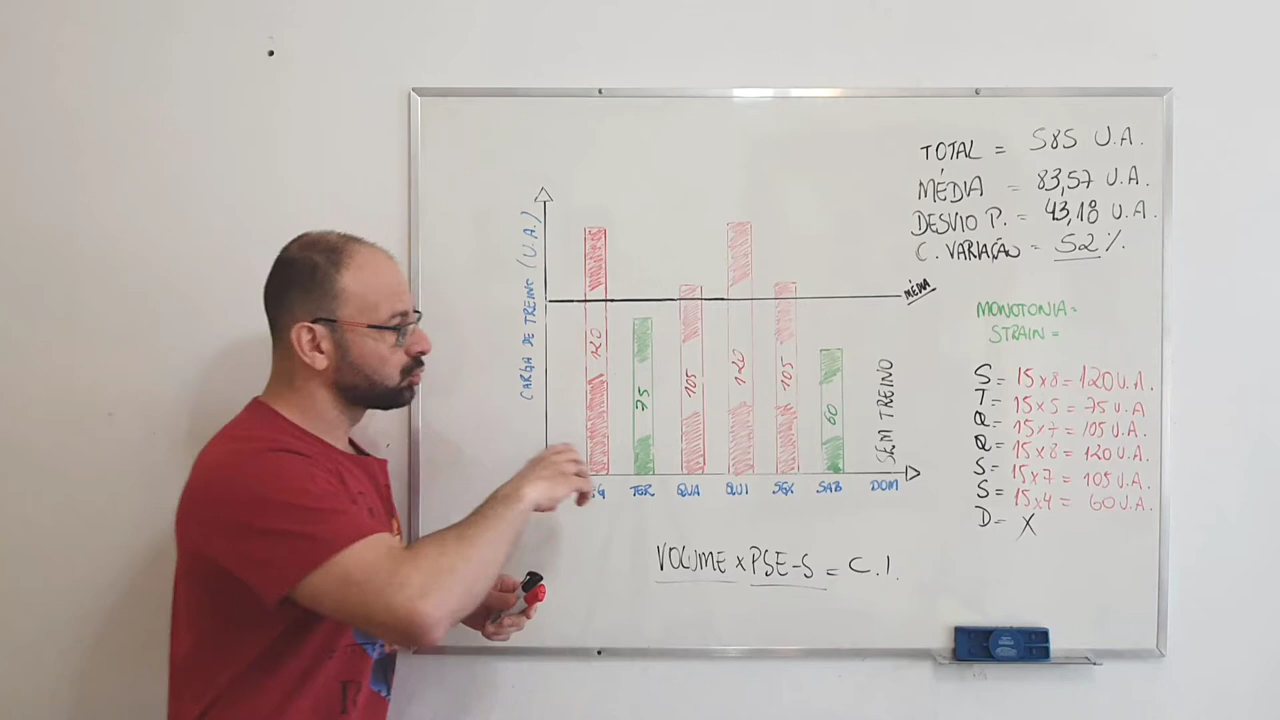 TOTAL = 585 U.A.
MÉDIA = 83,57 U.A.
DESVIO P. = 43,18 U.A.
C. VARIAÇÃO = 52%
CARGA DE TREINO (U.A.)
MÉDIA
120
75
105
120
105
60
SEM TREINO
TER QUA QUI SEX SAB DOM
MONOTONIA =
STRAIN =
S = 15x8 = 120 U.A.
T = 15x5 = 75 U.A
Q = 15x7 = 105 U.A.
Q = 15x8 = 120 U.A.
S = 15x7 = 105 U.A.
S = 15x4 = 60 U.A.
D = X
VOLUME x PSE-S = C.I.